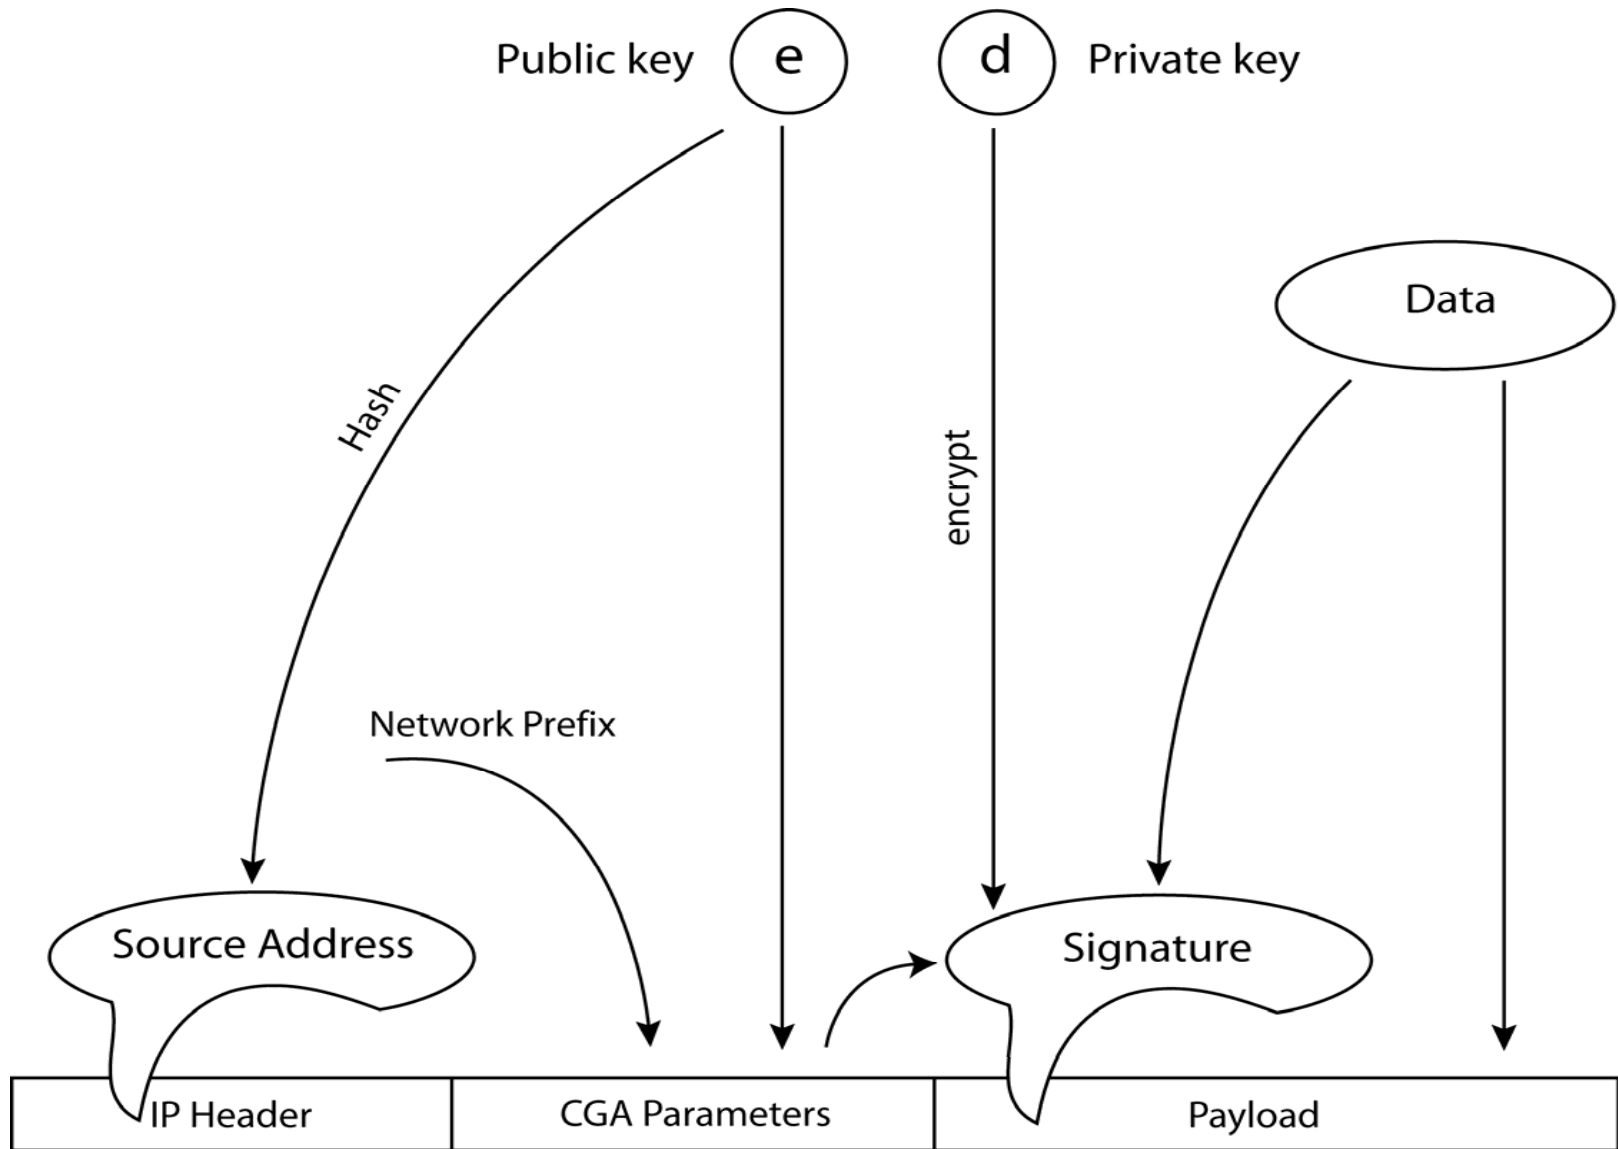 Public key
e
d
Private key
Data
Hash
encrypt
Network Prefix
Source Address
Signature
IP Header
CGA Parameters
Payload